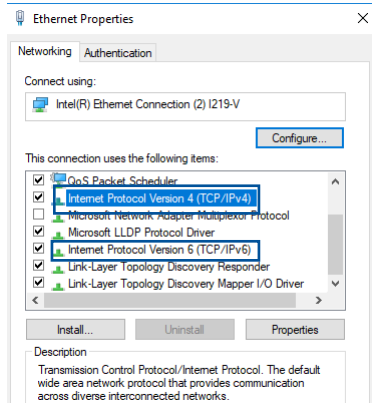 Ethernet Properties
Networking Authentication
Connect using:
Intel(R) Ethernet Connection (2) I219-V
Configure...
This connection uses the following items:
QoS Packet Scheduler
Internet Protocol Version 4 (TCP/IPv4)
Microsoft Network Adapter Multiplexor Protocol
Microsoft LLDP Protocol Driver
Internet Protocol Version 6 (TCP/IPv6)
Link-Layer Topology Discovery Responder
Link-Layer Topology Discovery Mapper I/O Driver
Install... Uninstall Properties
Description
Transmission Control Protocol/Internet Protocol. The default
wide area network protocol that provides communication
across diverse interconnected networks.